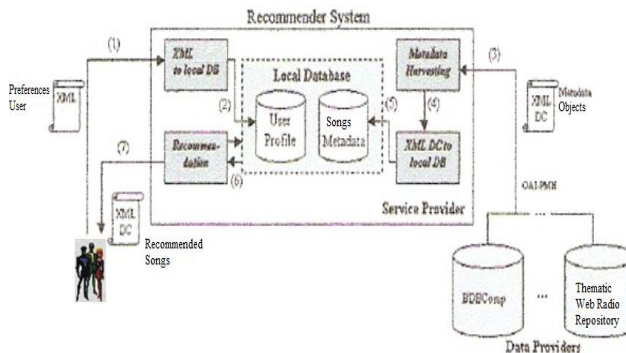 Recommender System
(1)
XML
to local DB
Metadata
Harvesting
(3)
Preferences
User
XML
Local Database
(2)
(5)
(4)
Metadata
Objects
XML
DC
User
Profile
Songs
Metadata
(7)
Recommen-
dation
(6)
XML DC to
local DB
OAI-PMH
Service Provider
XML
DC
Recommended
Songs
BDBComp
...
...
Thematic
Web Radio
Repository
Data Providers